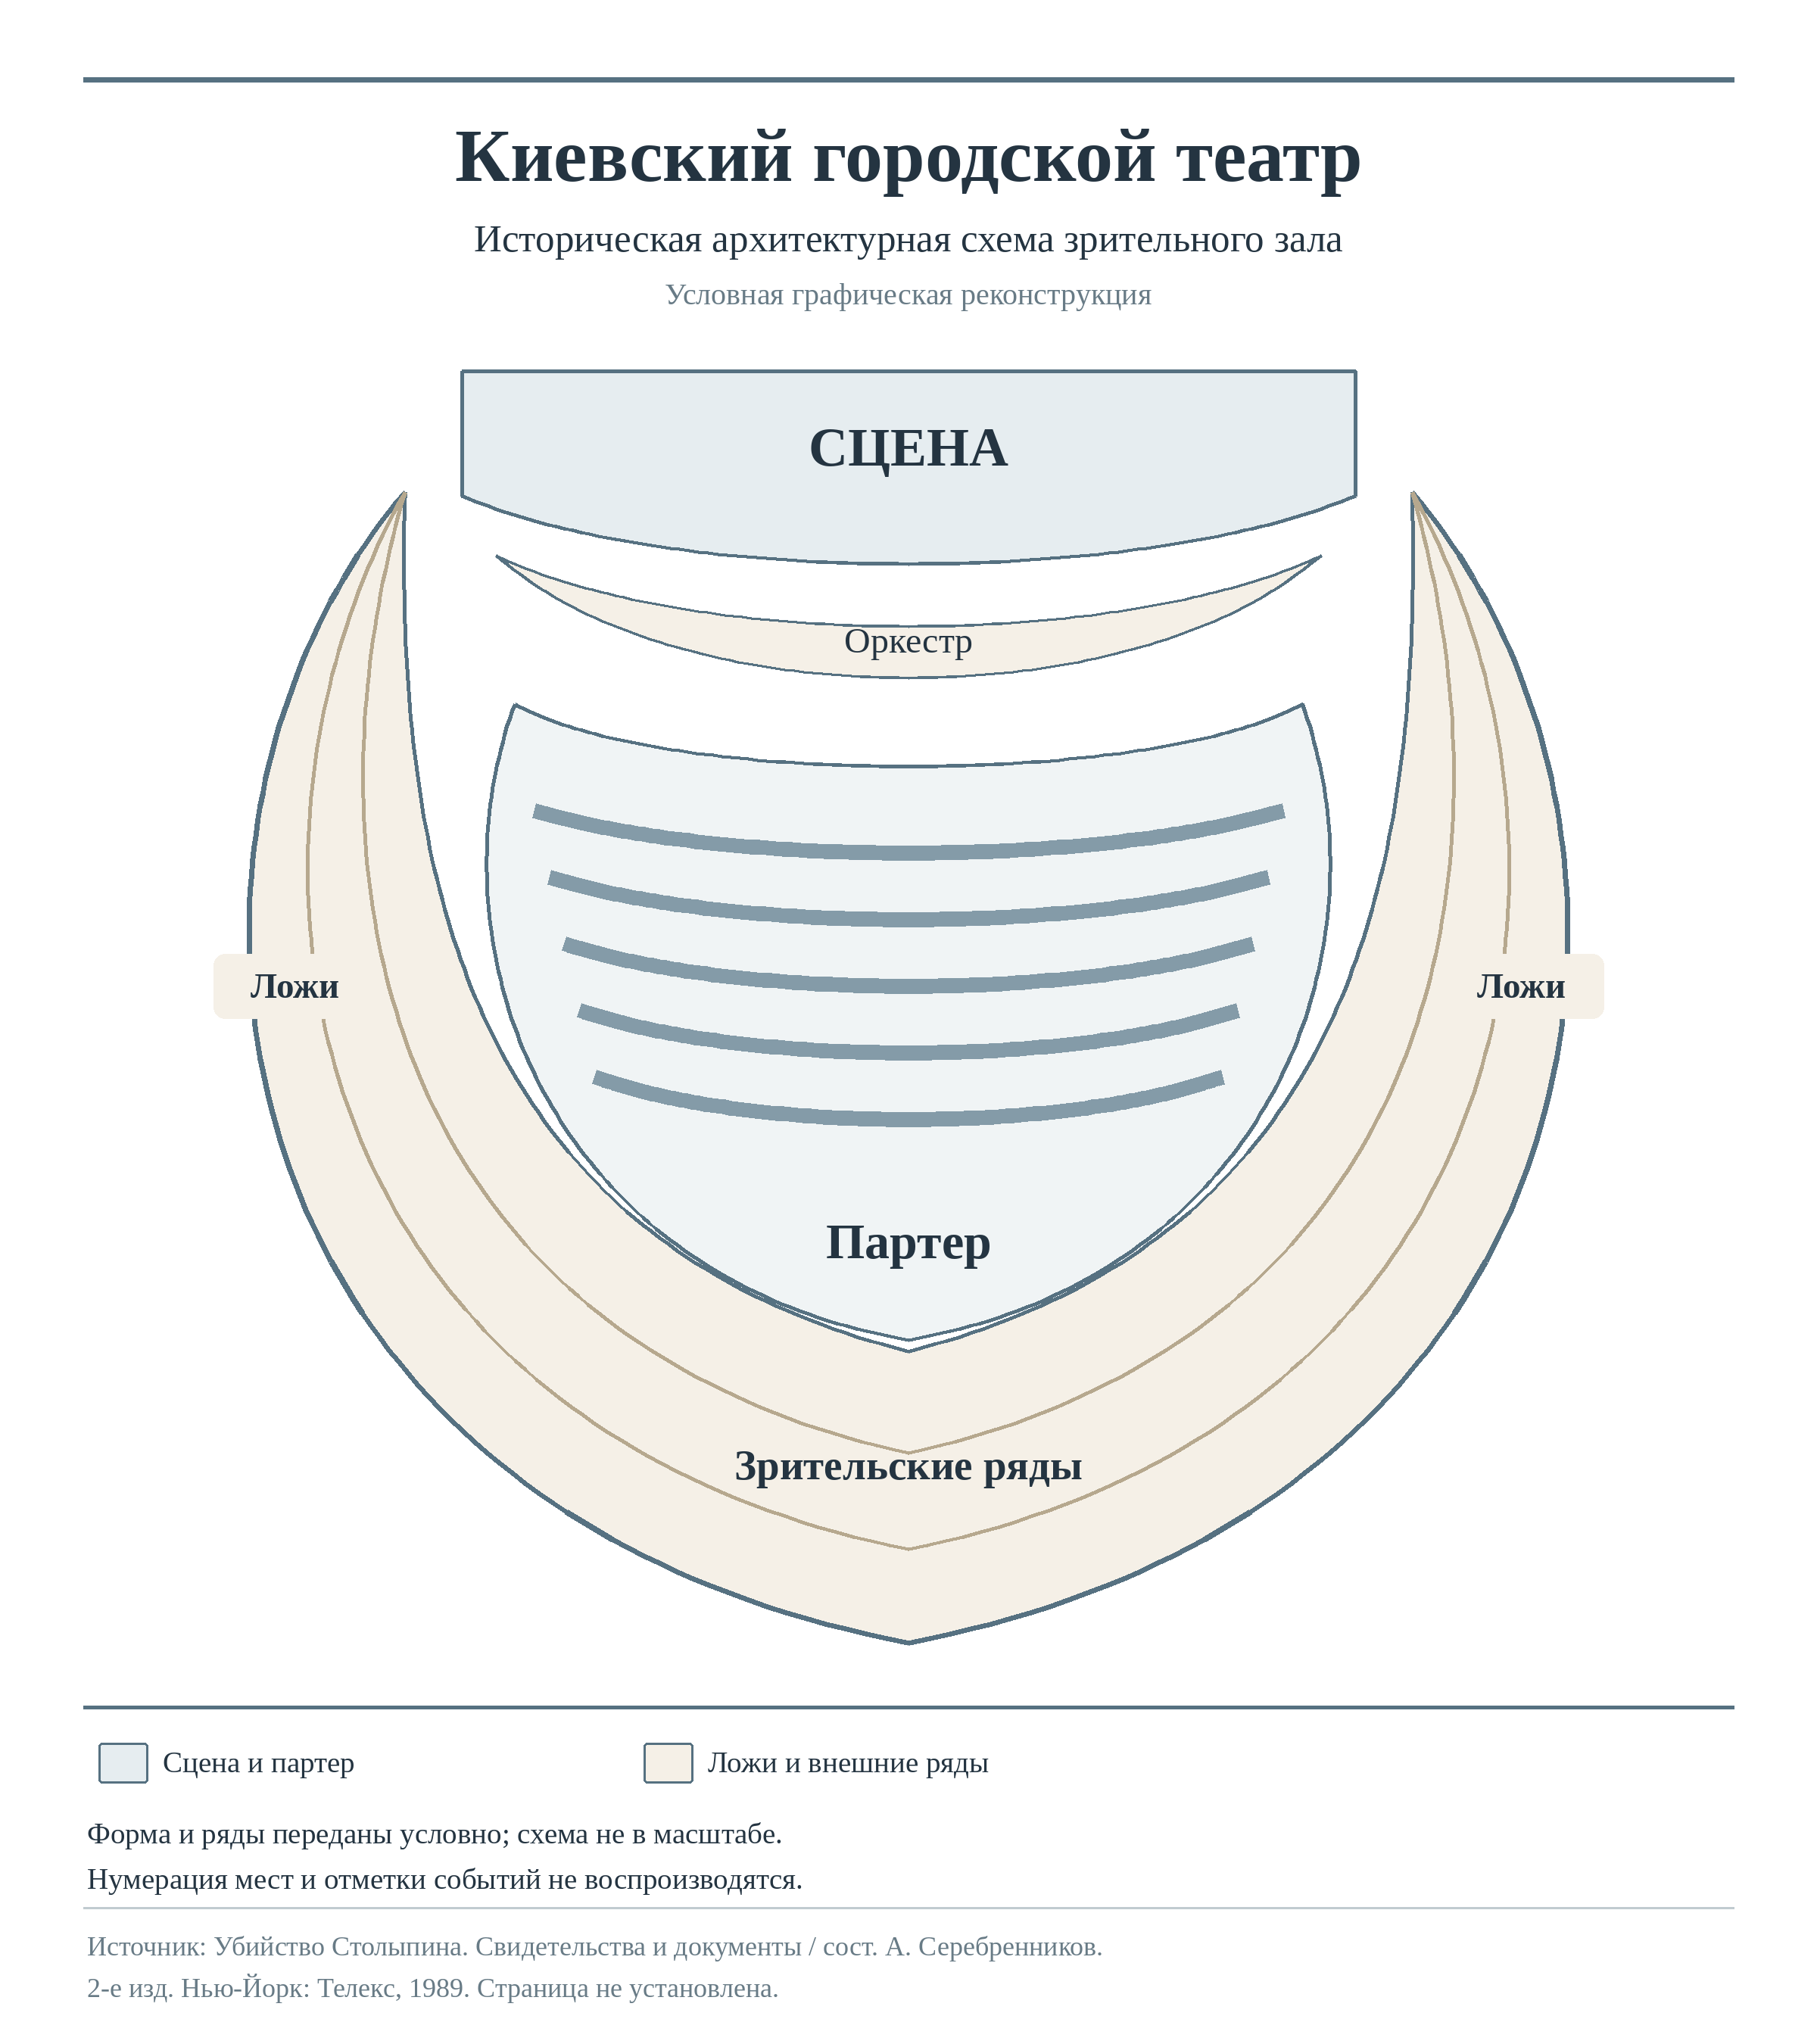 Киевский городской театр
Историческая архитектурная схема зрительного зала
Условная графическая реконструкция
СЦЕНА
Оркестр
Ложи
Ложи
Партер
Зрительские ряды
Сцена и партер
Ложи и внешние ряды
Форма и ряды переданы условно; схема не в масштабе.
Нумерация мест и отметки событий не воспроизводятся.
Источник: Убийство Столыпина. Свидетельства и документы / сост. А. Серебренников.
2-е изд. Нью-Йорк: Телекс, 1989. Страница не установлена.